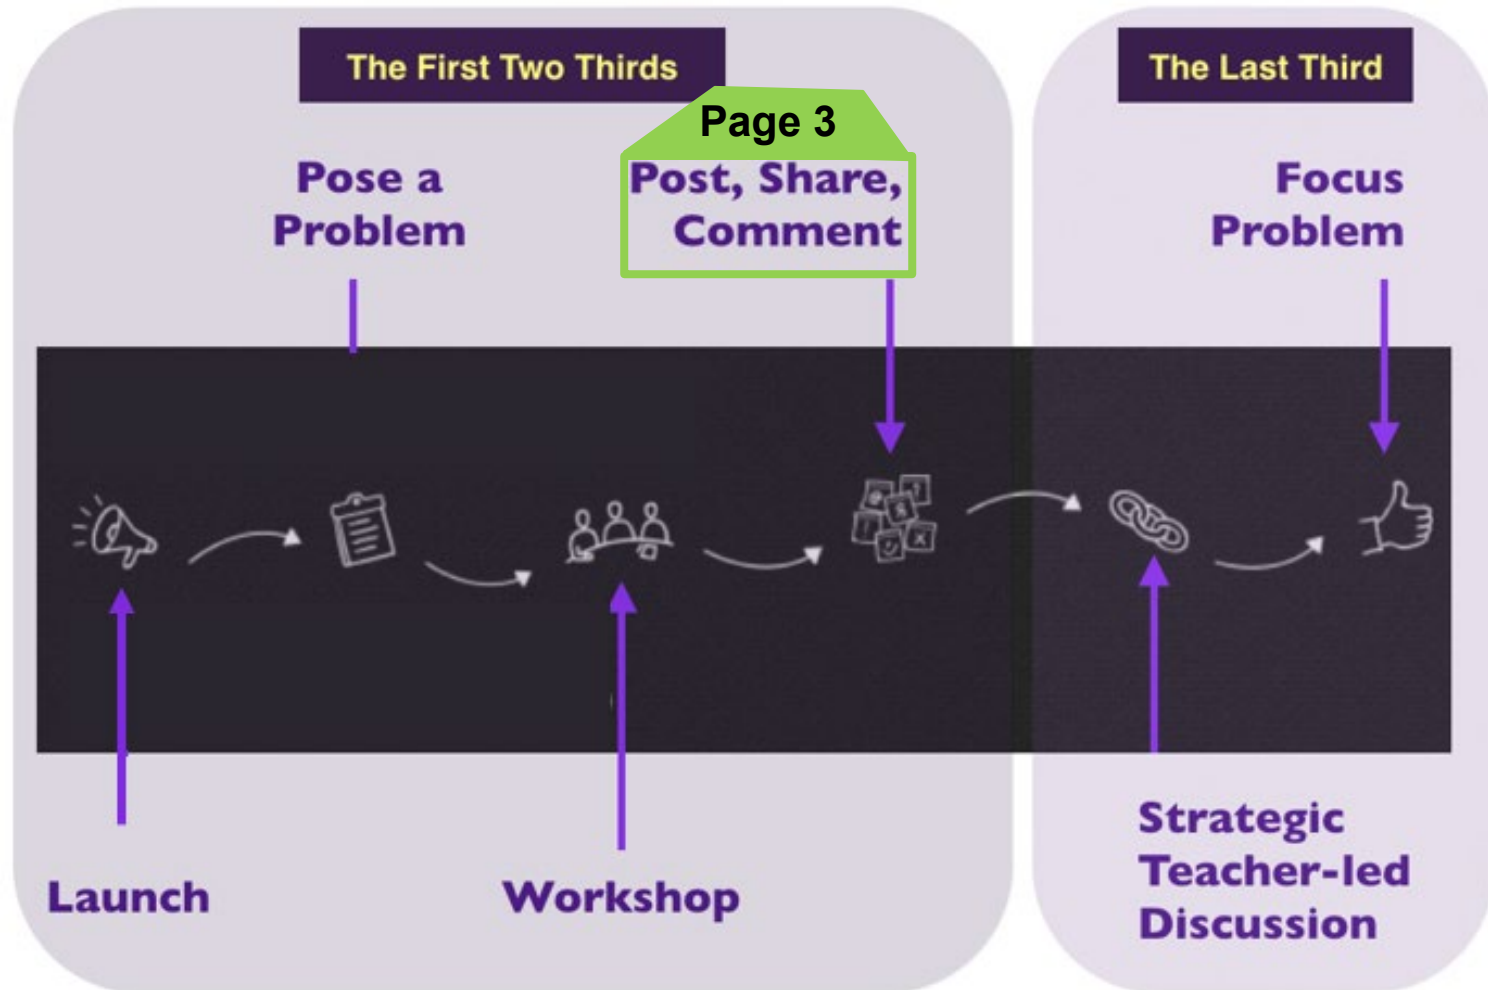 The First Two Thirds
The Last Third
Page 3
Pose a
Problem
Post, Share,
Comment
Focus
Problem
Launch
Workshop
Strategic
Teacher-led
Discussion